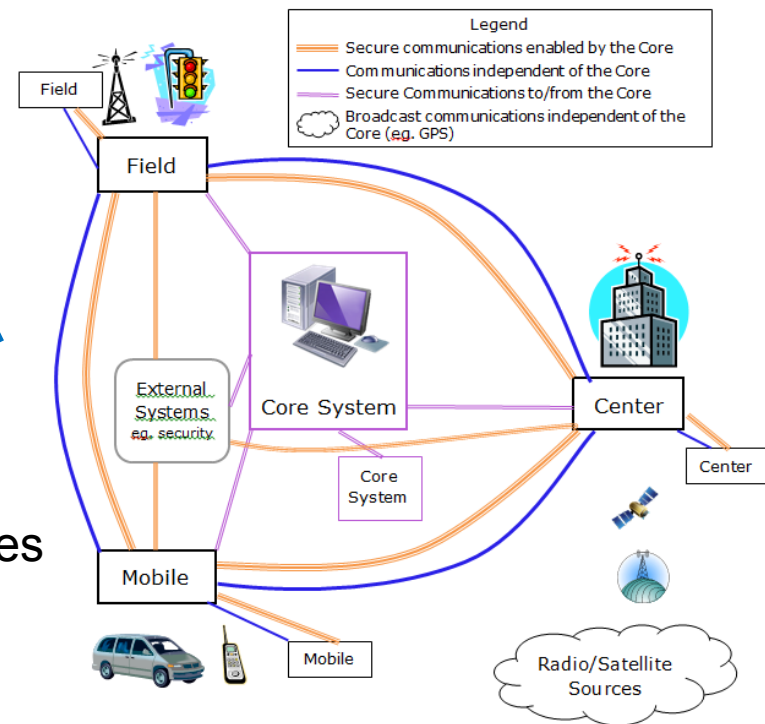 Legend
Secure communications enabled by the Core
Communications independent of the Core
Secure Communications to/from the Core
Broadcast communications independent of the
Core (eg. GPS)
Field
Field
External
Systems
eg. security
Core System
Center
Core
System
Center
es
Mobile
Mobile
Radio/Satellite
Sources